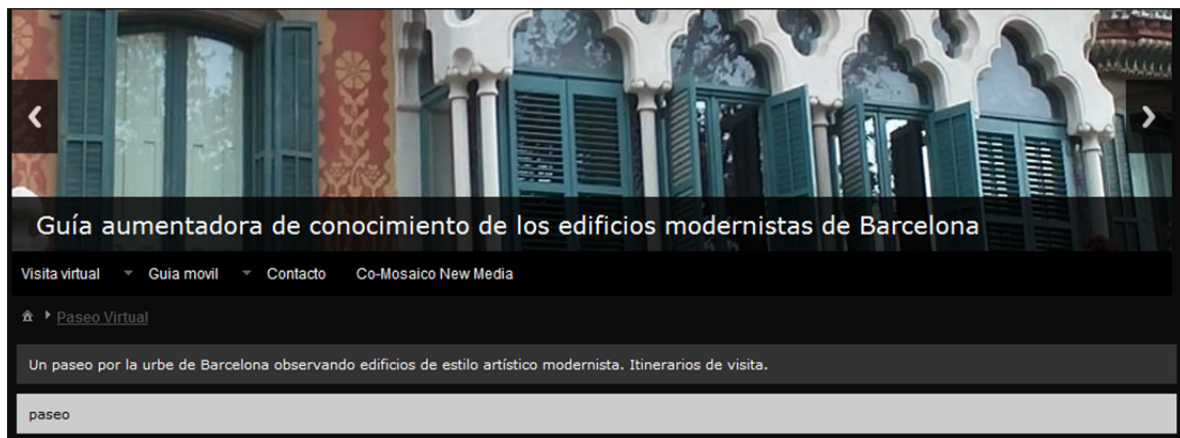 Guía aumentadora de conocimiento de los edificios modernistas de Barcelona
Visita virtual Guia movil Contacto Co-Mosaico New Media
Paseo Virtual
Un paseo por la urbe de Barcelona observando edificios de estilo artístico modernista. Itinerarios de visita.
paseo